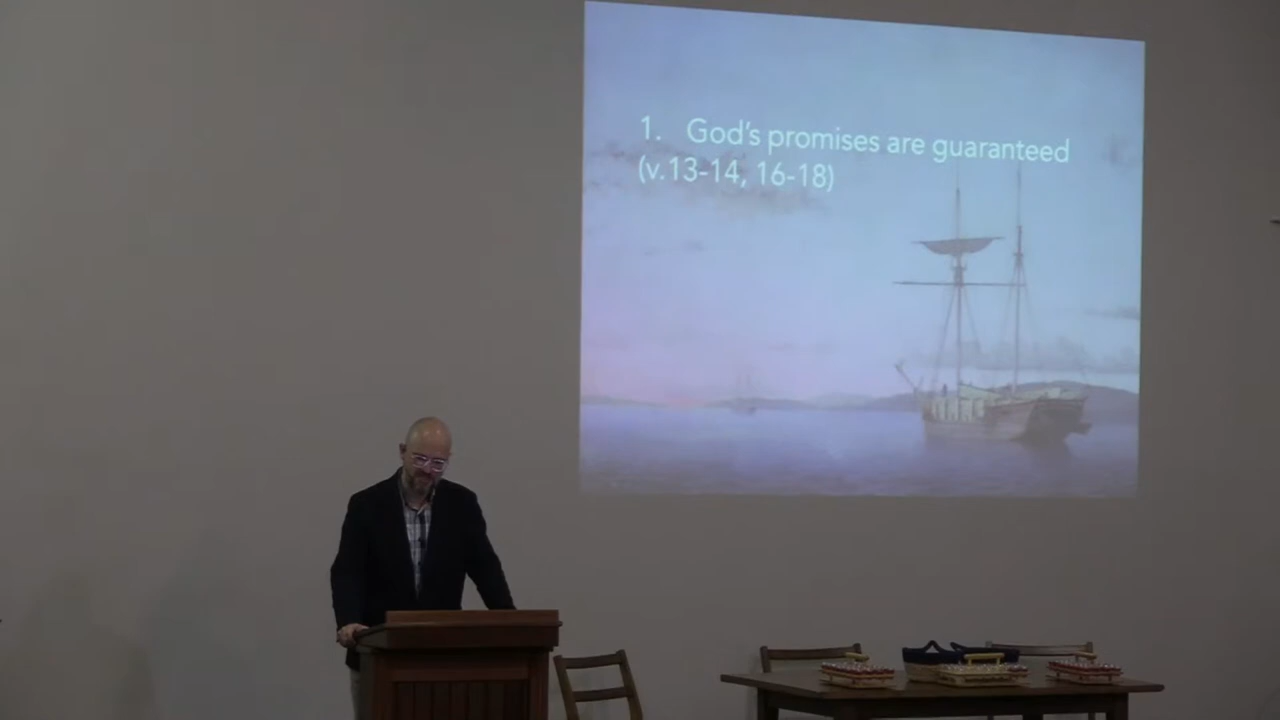 1. God's promises are guaranteed
(v.13-14, 16-18)